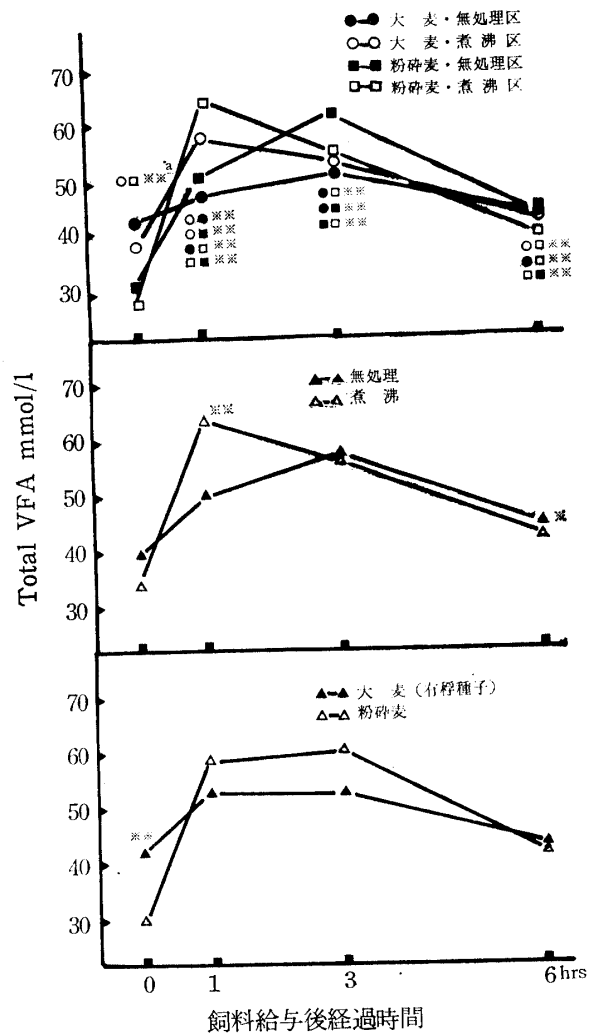 ●-● 大 麦・無処理区
○-○ 大 麦・煮 沸 区
■-■ 粉砕麦・無処理区
□-□ 粉砕麦・煮 沸 区
70
60
50
40
30
○□※※a
○●※※
○■※※
●□※※
□■※※
●□※※
●■※※
■□※※
○□※※
●□※※
□■※※
Total VFA mmol/l
▲-▲ 無処理
△-△ 煮 沸
70
60
50
40
30
※※
※
▲-▲ 大 麦（有稃種子）
△-△ 粉砕麦
70
60
50
40
30
※※
0 1 3 6 hrs
飼料給与後経過時間